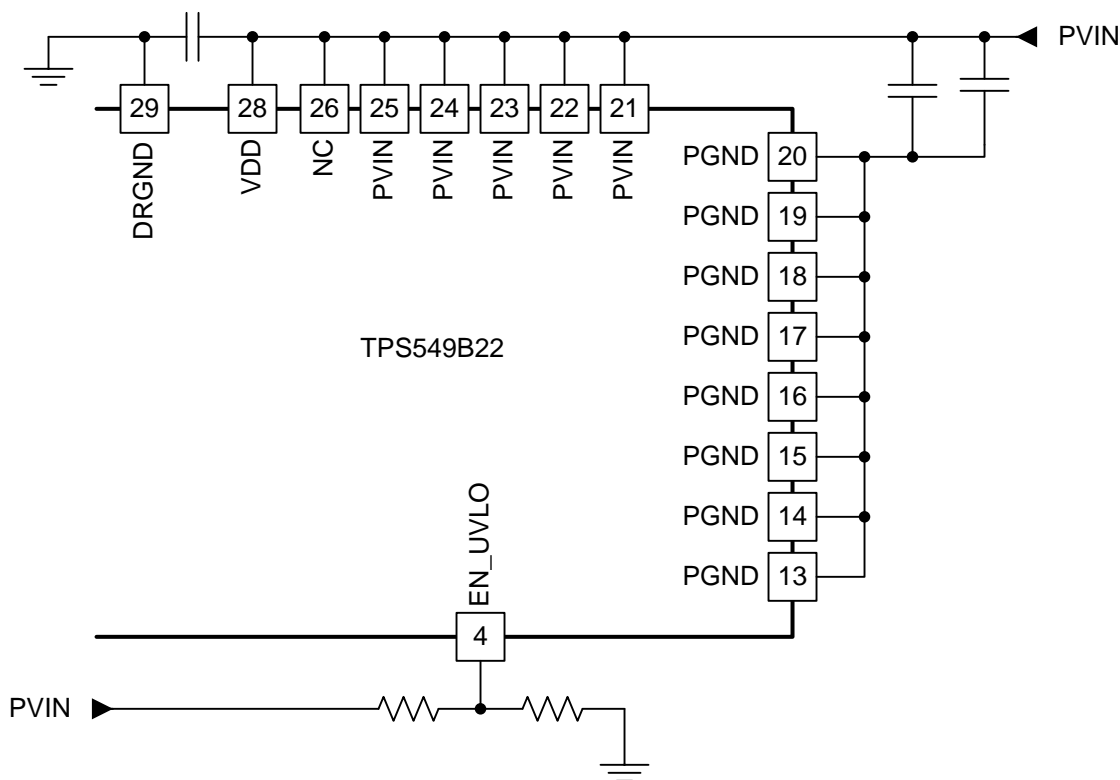 PVIN
29
28
26
25
24
23
22
21
DRGND
VDD
NC
PVIN
PVIN
PVIN
PVIN
PVIN
PGND 20
PGND 19
PGND 18
PGND 17
TPS549B22
PGND 16
PGND 15
PGND 14
PGND 13
EN_UVLO
4
PVIN